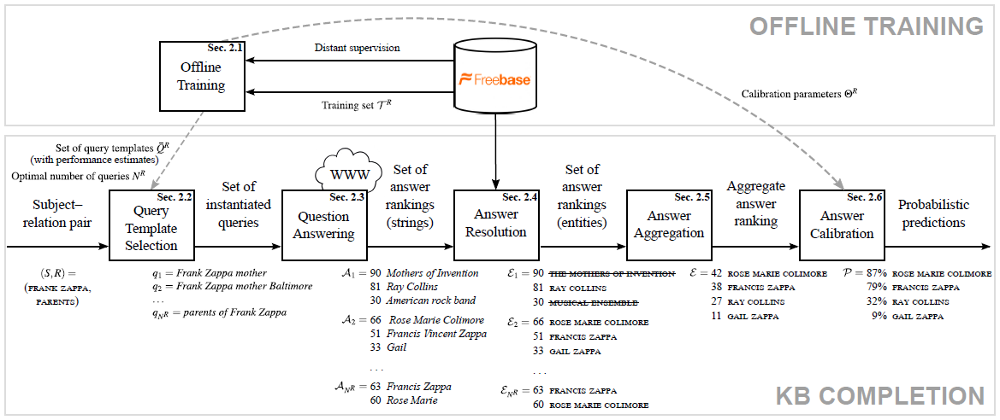 OFFLINE TRAINING
Sec. 2.1
Offline
Training
Distant supervision
Training set 𝒯^R
Freebase
Calibration parameters Θ^R
Set of query templates Q̄^R
(with performance estimates)
Optimal number of queries N^R
Subject–
relation pair
Sec. 2.2
Query
Template
Selection
Set of
instantiated
queries
WWW
Sec. 2.3
Question
Answering
Set of
answer
rankings
(strings)
Sec. 2.4
Answer
Resolution
Set of
answer
rankings
(entities)
Sec. 2.5
Answer
Aggregation
Aggregate
answer
ranking
Sec. 2.6
Answer
Calibration
Probabilistic
predictions
(S,R) =
(FRANK ZAPPA,
PARENTS)
q1 = Frank Zappa mother
q2 = Frank Zappa mother Baltimore
...
qN^R = parents of Frank Zappa
𝒜1 = 90 Mothers of Invention
81 Ray Collins
30 American rock band
𝒜2 = 66 Rose Marie Colimore
51 Francis Vincent Zappa
33 Gail
...
𝒜N^R = 63 Francis Zappa
60 Rose Marie
ℰ1 = 90 THE MOTHERS OF INVENTION
81 RAY COLLINS
30 MUSICAL ENSEMBLE
ℰ2 = 66 ROSE MARIE COLIMORE
51 FRANCIS ZAPPA
33 GAIL ZAPPA
...
ℰN^R = 63 FRANCIS ZAPPA
60 ROSE MARIE COLIMORE
ℰ = 42 ROSE MARIE COLIMORE
38 FRANCIS ZAPPA
27 RAY COLLINS
11 GAIL ZAPPA
𝒫 = 87% ROSE MARIE COLIMORE
79% FRANCIS ZAPPA
32% RAY COLLINS
9% GAIL ZAPPA
KB COMPLETION